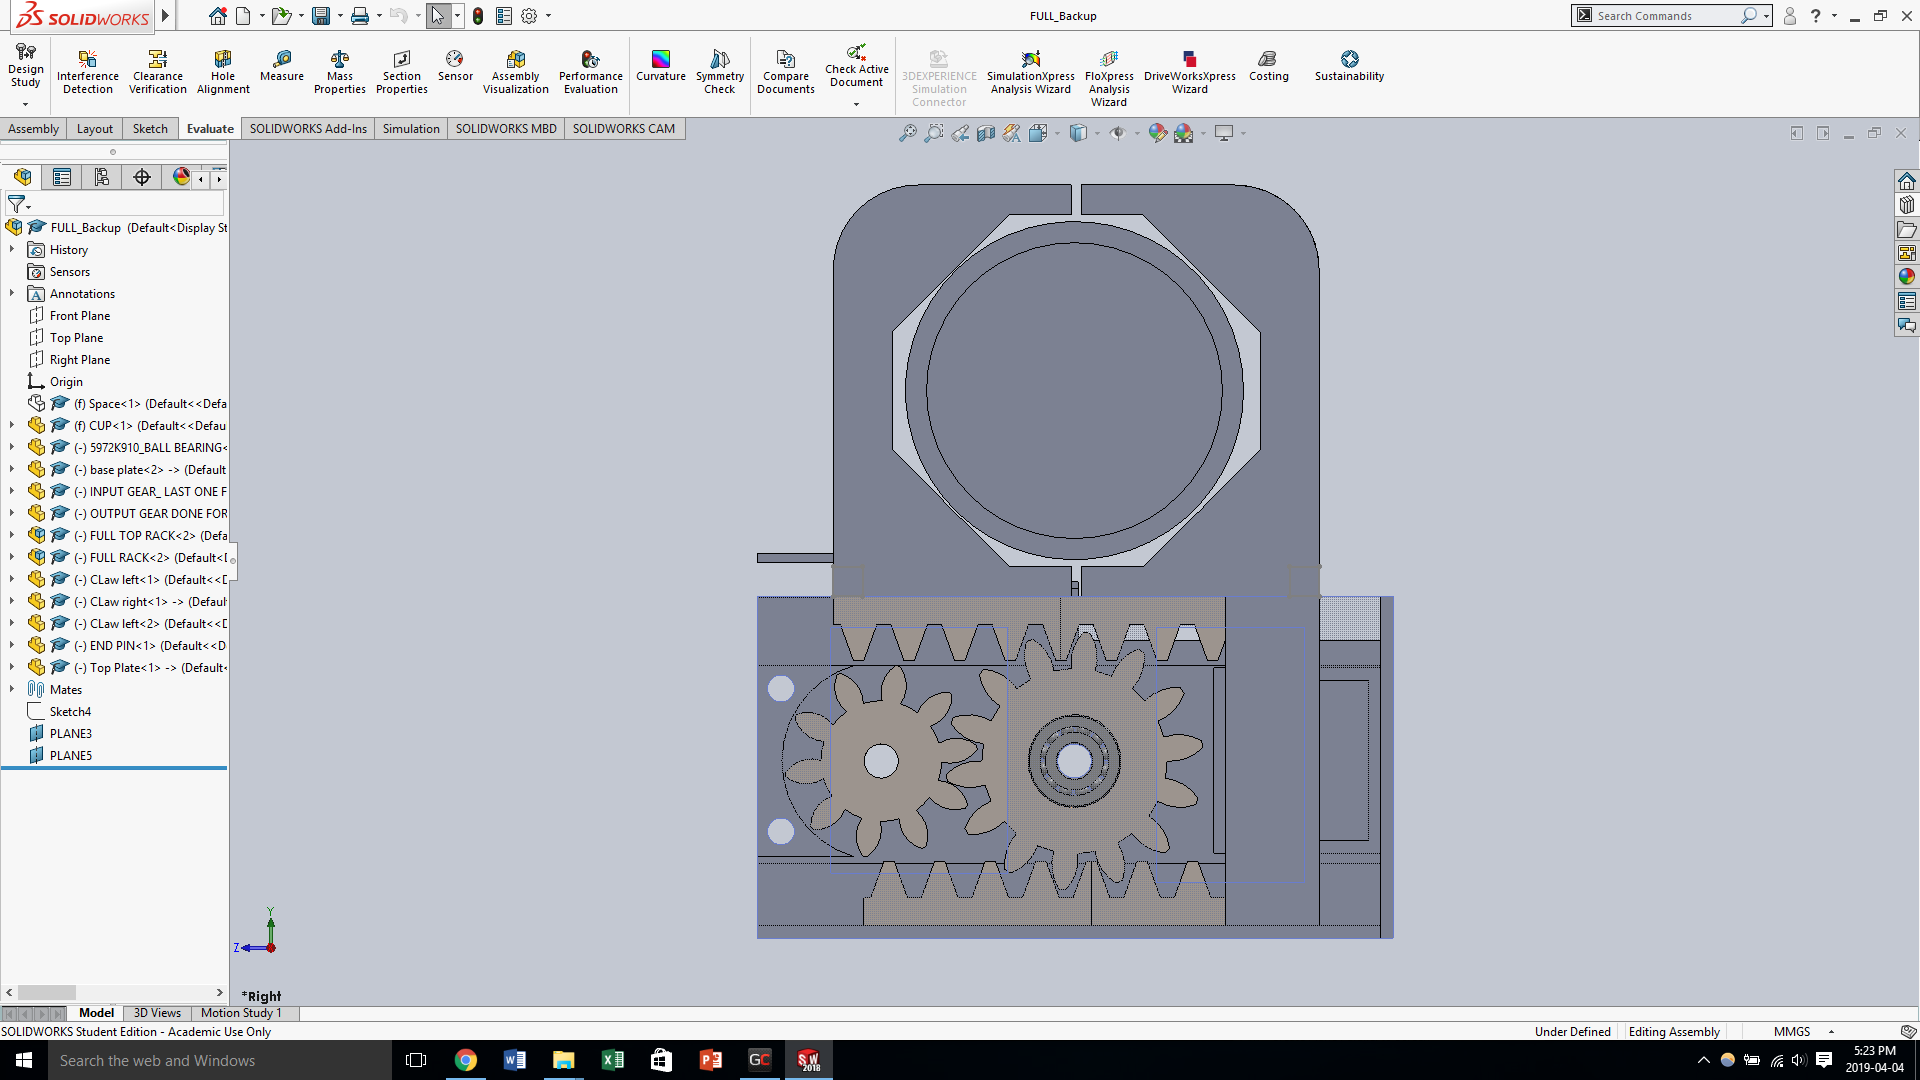 SOLIDWORKS
FULL_Backup
Search Commands
Design Study
Interference Detection
Clearance Verification
Hole Alignment
Measure
Mass Properties
Section Properties
Sensor
Assembly Visualization
Performance Evaluation
Curvature
Symmetry Check
Compare Documents
Check Active Document
3DEXPERIENCE Simulation Connector
SimulationXpress Analysis Wizard
FloXpress Analysis Wizard
DriveWorksXpress Wizard
Costing
Sustainability
Assembly
Layout
Sketch
Evaluate
SOLIDWORKS Add-Ins
Simulation
SOLIDWORKS MBD
SOLIDWORKS CAM
FULL_Backup (Default<Display St
History
Sensors
Annotations
Front Plane
Top Plane
Right Plane
Origin
(f) Space<1> (Default<<Defa
(f) CUP<1> (Default<<Defau
(-) 5972K910_BALL BEARING<
(-) base plate<2> -> (Default
(-) INPUT GEAR_ LAST ONE F
(-) OUTPUT GEAR DONE FOR
(-) FULL TOP RACK<2> (Defa
(-) FULL RACK<2> (Default<
(-) CLaw left<1> (Default<<D
(-) CLaw right<1> -> (Defaul
(-) CLaw left<2> (Default<<D
(-) END PIN<1> (Default<<D
(-) Top Plate<1> -> (Default<
Mates
Sketch4
PLANE3
PLANE5
Y
Z
*Right
Model
3D Views
Motion Study 1
SOLIDWORKS Student Edition - Academic Use Only
Under Defined
Editing Assembly
MMGS
Search the web and Windows
GC
SW 2018
5:23 PM
2019-04-04